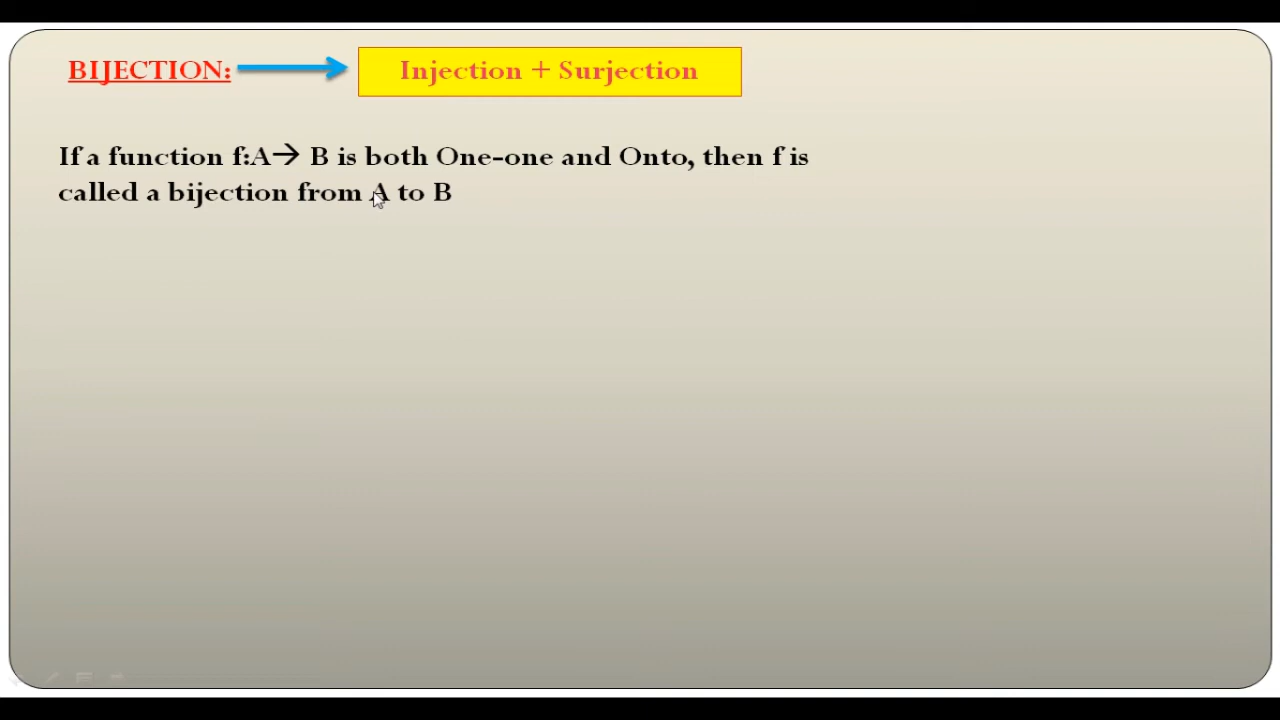 BIJECTION: Injection + Surjection
If a function f:A→ B is both One-one and Onto, then f is
called a bijection from A to B